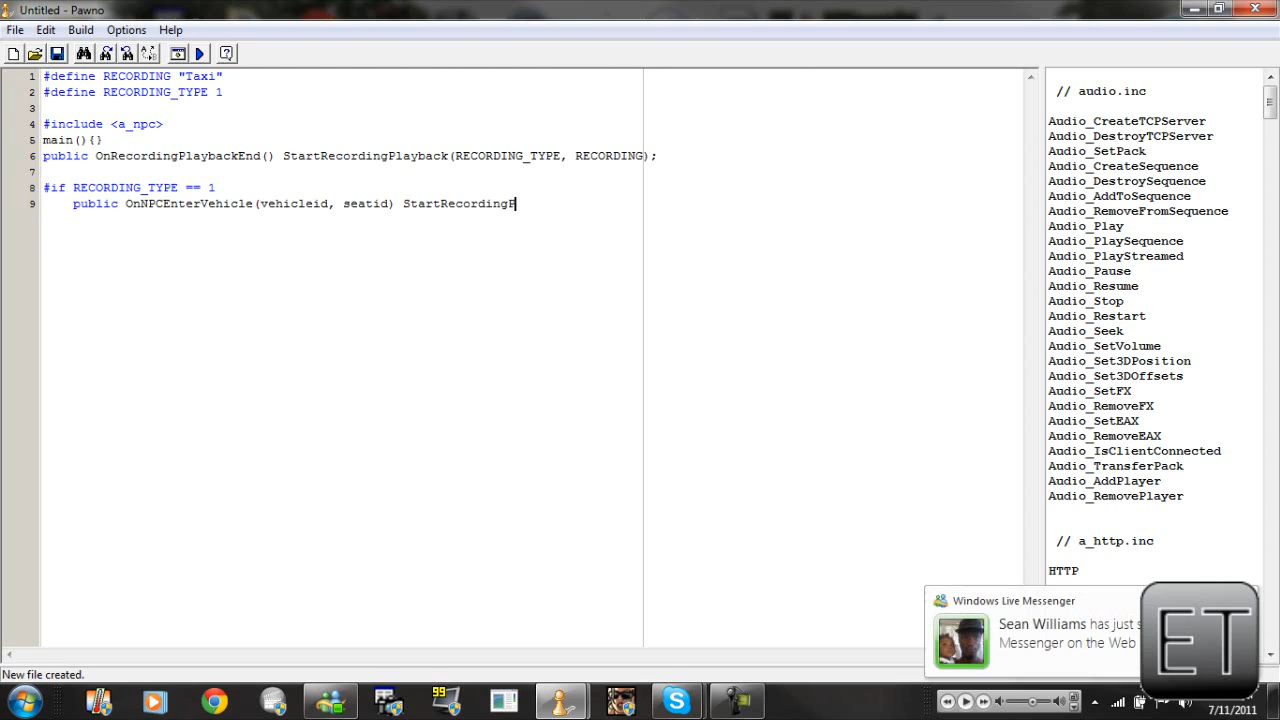 Untitled - Pawno
File Edit Build Options Help
1 #define RECORDING "Taxi"
2 #define RECORDING_TYPE 1
3
4 #include <a_npc>
5 main(){}
6 public OnRecordingPlaybackEnd() StartRecordingPlayback(RECORDING_TYPE, RECORDING);
7
8 #if RECORDING_TYPE == 1
9 public OnNPCEnterVehicle(vehicleid, seatid) StartRecordingP
// audio.inc
Audio_CreateTCPServer
Audio_DestroyTCPServer
Audio_SetPack
Audio_CreateSequence
Audio_DestroySequence
Audio_AddToSequence
Audio_RemoveFromSequence
Audio_Play
Audio_PlaySequence
Audio_PlayStreamed
Audio_Pause
Audio_Resume
Audio_Stop
Audio_Restart
Audio_Seek
Audio_SetVolume
Audio_Set3DPosition
Audio_Set3DOffsets
Audio_SetFX
Audio_RemoveFX
Audio_SetEAX
Audio_RemoveEAX
Audio_IsClientConnected
Audio_TransferPack
Audio_AddPlayer
Audio_RemovePlayer
// a_http.inc
HTTP
Windows Live Messenger
Sean Williams has just s
Messenger on the Web
ET
New file created.
99
7/11/2011